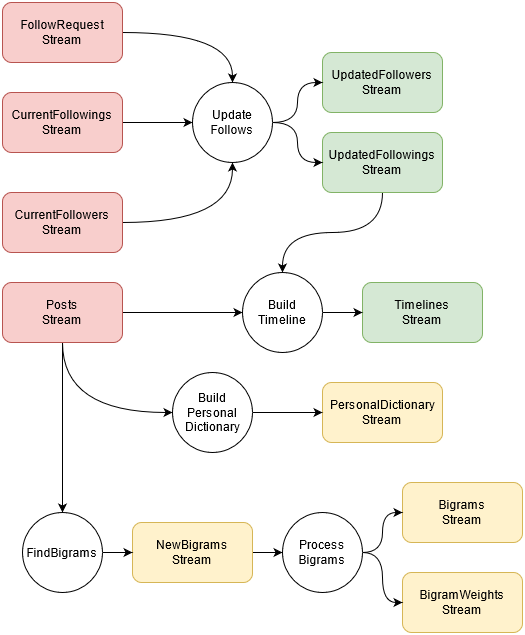 FollowRequest
Stream
UpdatedFollowers
Stream
CurrentFollowings
Stream
Update
Follows
UpdatedFollowings
Stream
CurrentFollowers
Stream
Posts
Stream
Build
Timeline
Timelines
Stream
Build
Personal
Dictionary
PersonalDictionary
Stream
FindBigrams
NewBigrams
Stream
Process
Bigrams
Bigrams
Stream
BigramWeights
Stream